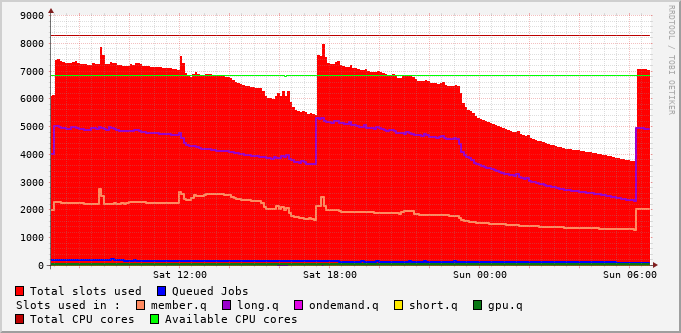 9000
8000
7000
6000
5000
4000
3000
2000
1000
0
Sat 12:00 Sat 18:00 Sun 00:00 Sun 06:00
RRDTOOL / TOBI OETIKER
Total slots used Queued Jobs
Slots used in : member.q long.q ondemand.q short.q gpu.q
Total CPU cores Available CPU cores